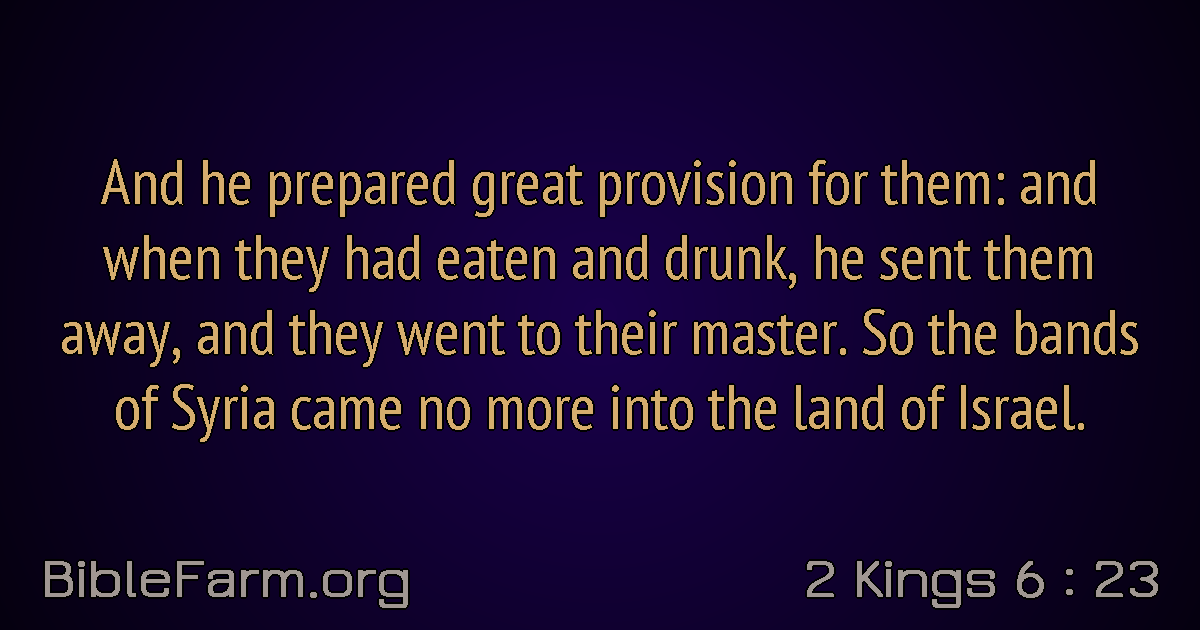 And he prepared great provision for them: and
when they had eaten and drunk, he sent them
away, and they went to their master. So the bands
of Syria came no more into the land of Israel.
BibleFarm.org
2 Kings 6 : 23